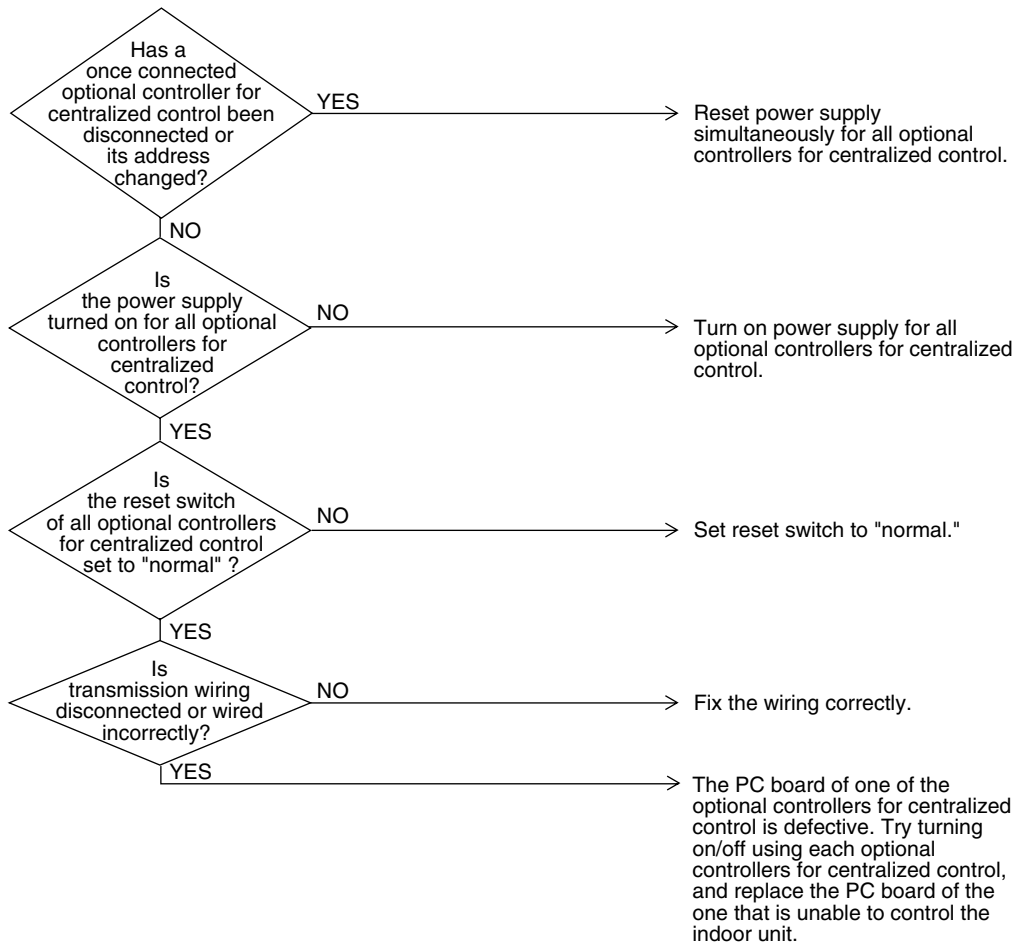 Has a
once connected
optional controller for
centralized control been
disconnected or
its address
changed?
YES
Reset power supply
simultaneously for all optional
controllers for centralized control.
NO
Is
the power supply
turned on for all optional
controllers for
centralized
control?
NO
Turn on power supply for all
optional controllers for centralized
control.
YES
Is
the reset switch
of all optional controllers
for centralized control
set to "normal" ?
NO
Set reset switch to "normal."
YES
Is
transmission wiring
disconnected or wired
incorrectly?
NO
Fix the wiring correctly.
YES
The PC board of one of the
optional controllers for centralized
control is defective. Try turning
on/off using each optional
controllers for centralized control,
and replace the PC board of the
one that is unable to control the
indoor unit.